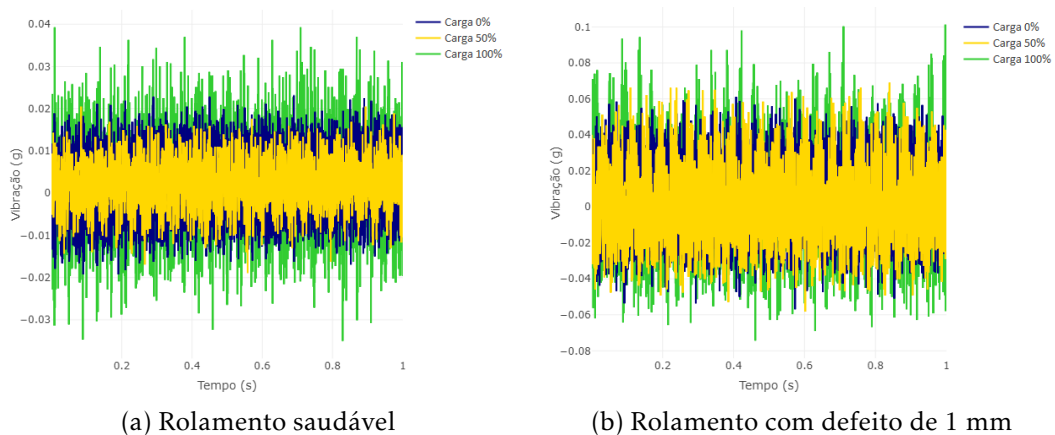 0.04
0.03
0.02
0.01
0
−0.01
−0.02
−0.03
Vibração (g)
0.2
0.4
0.6
0.8
1
Tempo (s)
Carga 0%
Carga 50%
Carga 100%
(a) Rolamento saudável
0.1
0.08
0.06
0.04
0.02
0
−0.02
−0.04
−0.06
−0.08
Vibração (g)
0.2
0.4
0.6
0.8
1
Tempo (s)
Carga 0%
Carga 50%
Carga 100%
(b) Rolamento com defeito de 1 mm